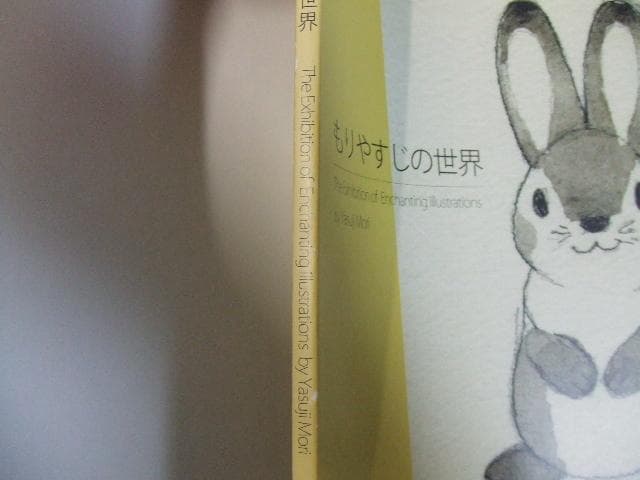 世界
The Exhibition of Enchanting Illustrations by Yasuji Mori
もりやすじの世界
The Exhibition of Enchanting Illustrations
by Yasuji Mori